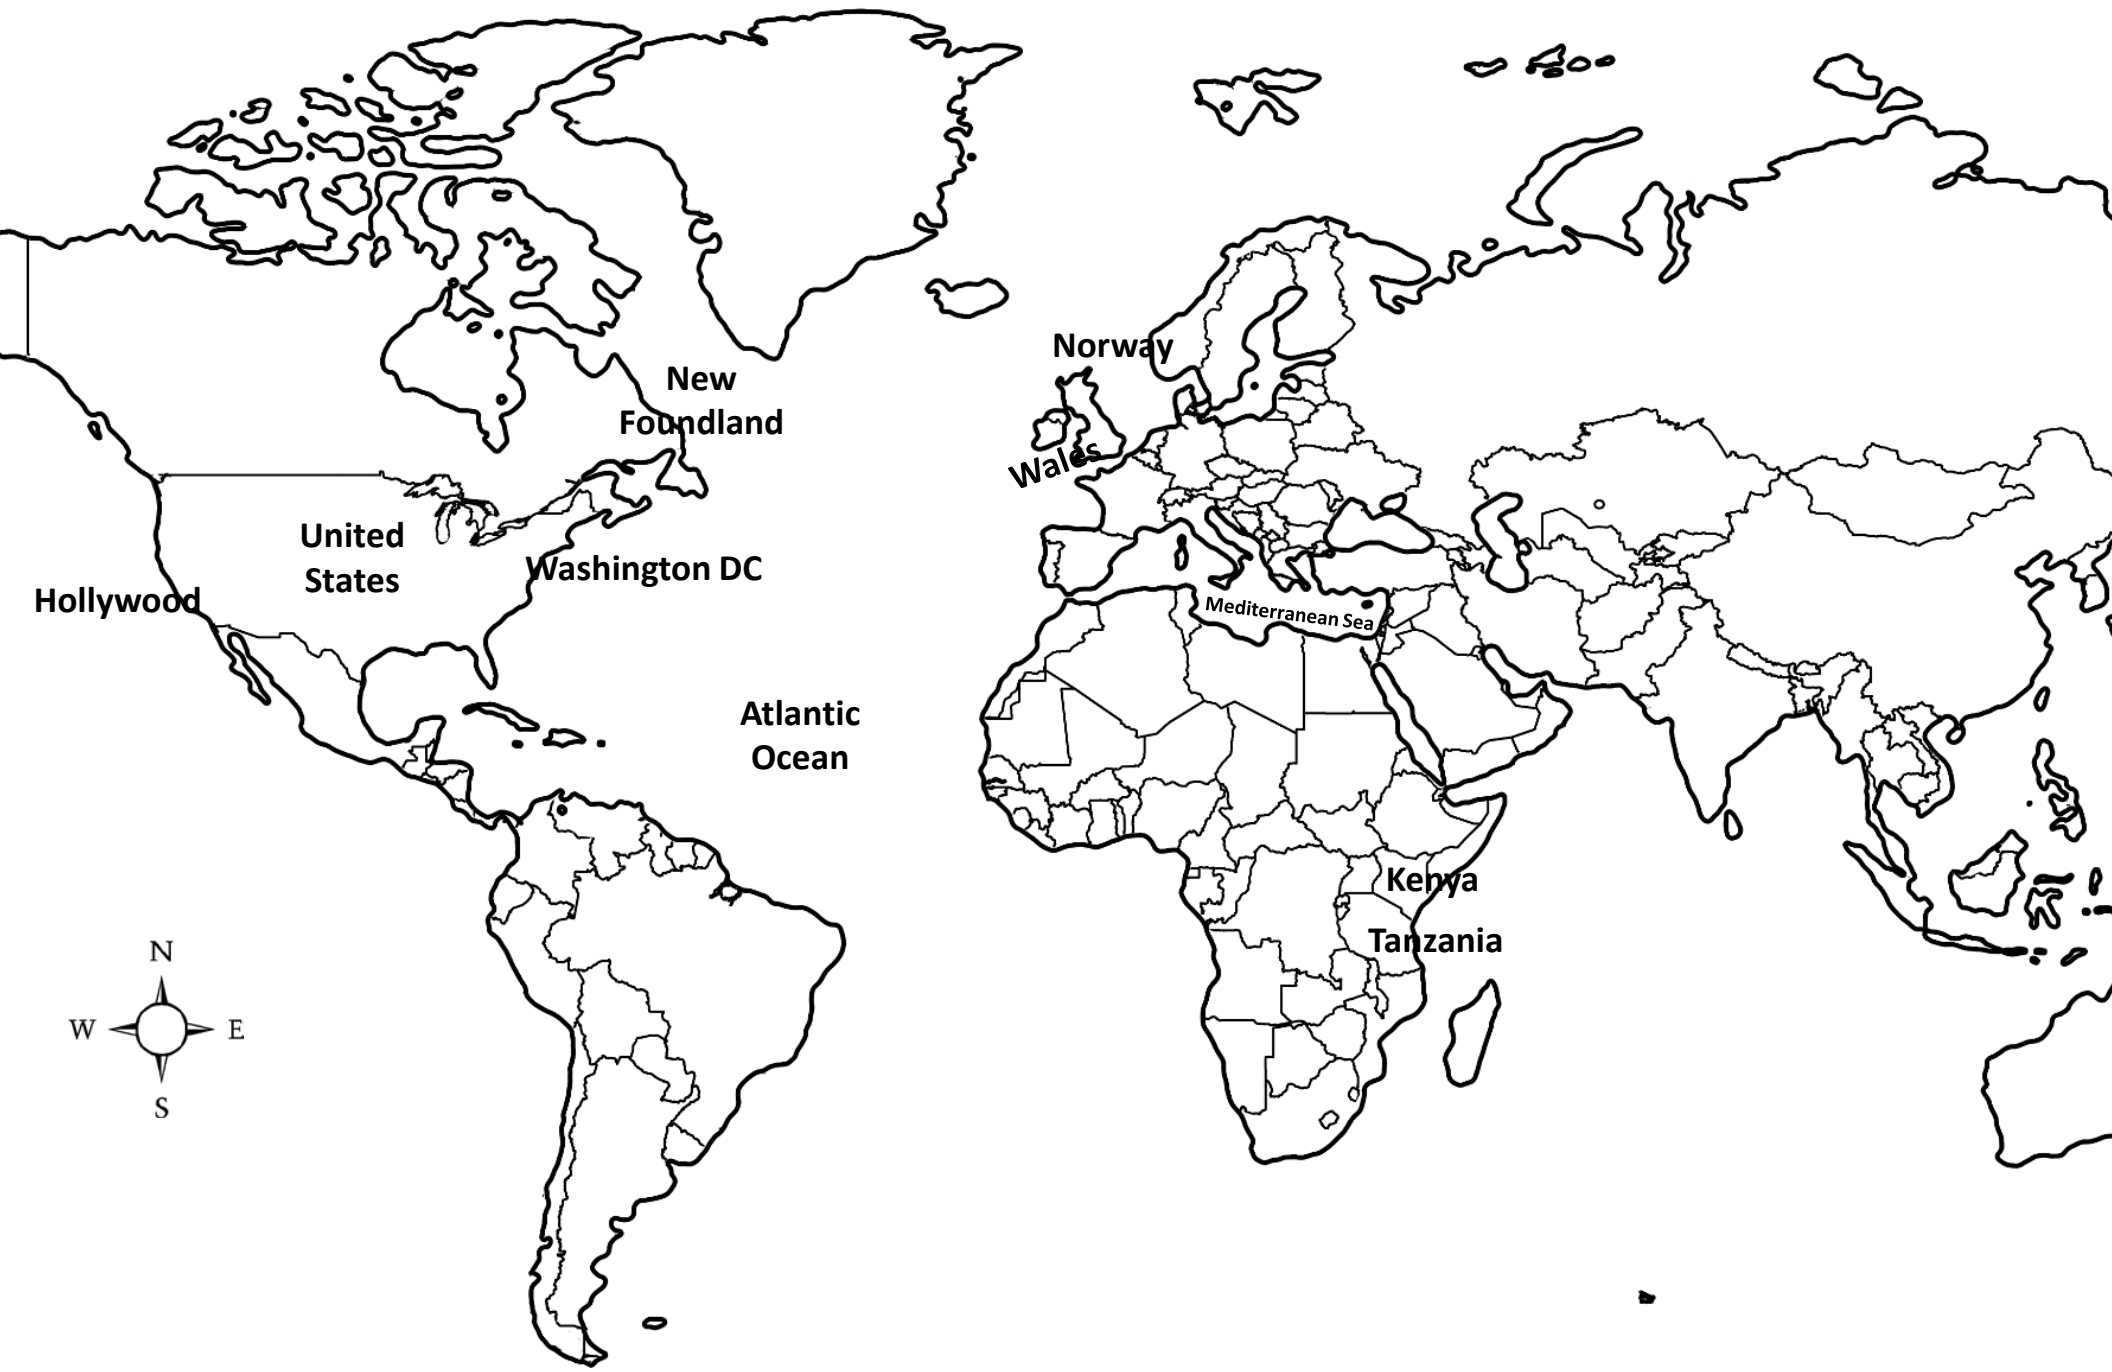 Norway
New
Foundland
Wales
United
States
Washington DC
Hollywood
Mediterranean Sea
Atlantic
Ocean
Kenya
Tanzania
N
W E
S